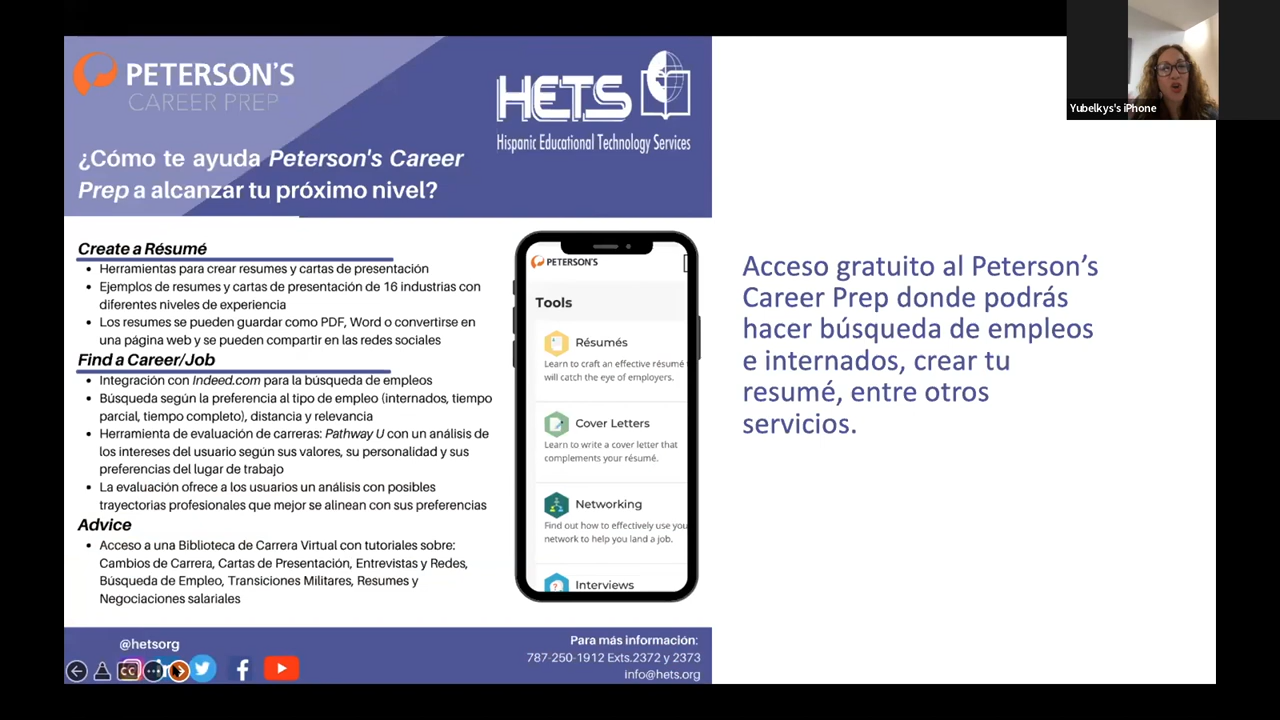 PETERSON'S
CAREER PREP
HETS
Hispanic Educational Technology Services
¿Cómo te ayuda Peterson's Career
Prep a alcanzar tu próximo nivel?
Create a Résumé
• Herramientas para crear resumes y cartas de presentación
• Ejemplos de resumes y cartas de presentación de 16 industrias con
diferentes niveles de experiencia
• Los resumes se pueden guardar como PDF, Word o convertirse en
una página web y se pueden compartir en las redes sociales
Find a Career/Job
• Integración con Indeed.com para la búsqueda de empleos
• Búsqueda según la preferencia al tipo de empleo (internados, tiempo
parcial, tiempo completo), distancia y relevancia
• Herramienta de evaluación de carreras: Pathway U con un análisis de
los intereses del usuario según sus valores, su personalidad y sus
preferencias del lugar de trabajo
• La evaluación ofrece a los usuarios un análisis con posibles
trayectorias profesionales que mejor se alinean con sus preferencias
Advice
• Acceso a una Biblioteca de Carrera Virtual con tutoriales sobre:
Cambios de Carrera, Cartas de Presentación, Entrevistas y Redes,
Búsqueda de Empleo, Transiciones Militares, Resumes y
Negociaciones salariales
PETERSON'S
Tools
Résumés
Learn to craft an effective résumé
will catch the eye of employers.
Cover Letters
Learn to write a cover letter that
complements your résumé.
Networking
Find out how to effectively use you
network to help you land a job.
Interviews
@hetsorg
CC
Para más información:
787-250-1912 Exts.2372 y 2373
info@hets.org
Acceso gratuito al Peterson's
Career Prep donde podrás
hacer búsqueda de empleos
e internados, crear tu
resumé, entre otros
servicios.
Yubelkys's iPhone